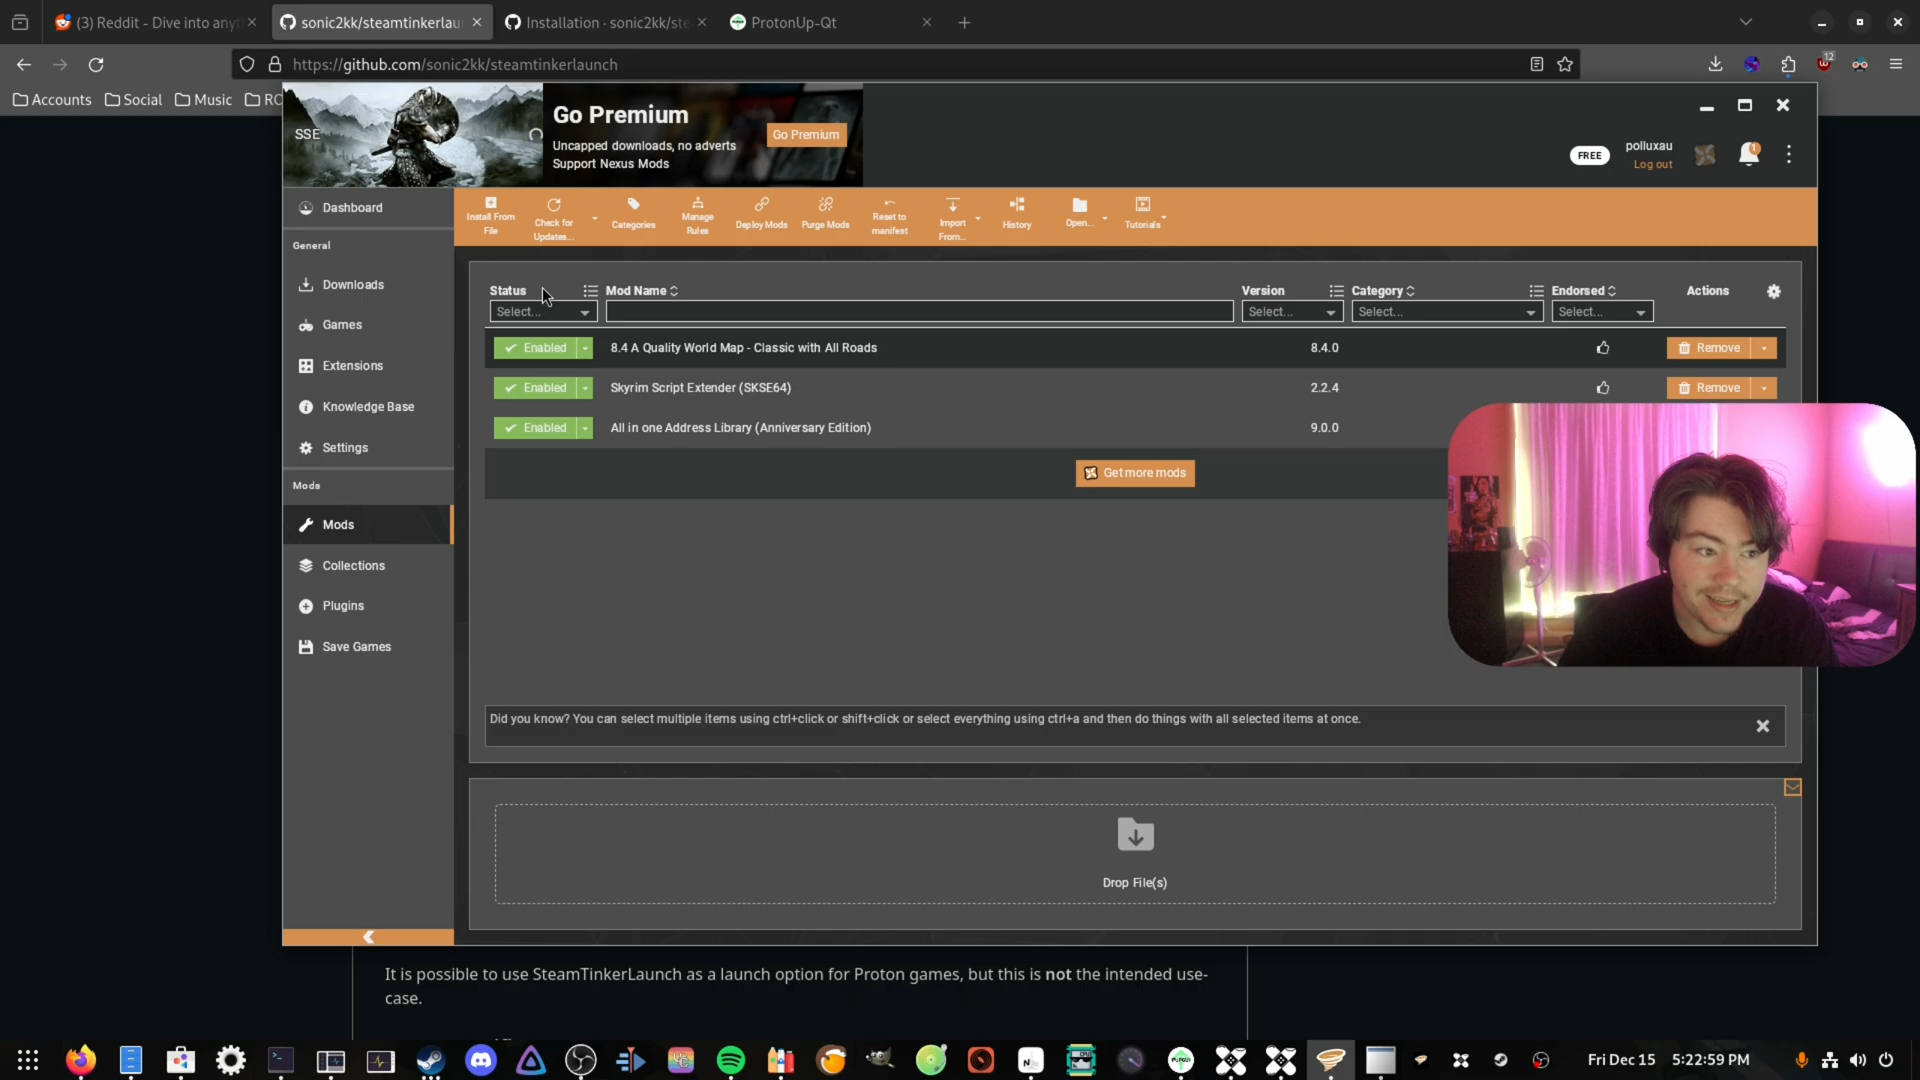 (3) Reddit - Dive into any
sonic2kk/steamtinkerlau
Installation · sonic2kk/ste
ProtonUp-Qt
https://github.com/sonic2kk/steamtinkerlaunch
12
Accounts
Social
Music
RO
SSE
Go Premium
Uncapped downloads, no adverts
Support Nexus Mods
Go Premium
FREE
polluxau
Log out
1
Dashboard
General
Downloads
Games
Extensions
Knowledge Base
Settings
Mods
Mods
Collections
Plugins
Save Games
Install From
File
Check for
Updates...
Categories
Manage
Rules
Deploy Mods
Purge Mods
Reset to
manifest
Import
From...
History
Open...
Tutorials
Status
Mod Name
Version
Category
Endorsed
Actions
Select...
Select...
Select...
Select...
Enabled
8.4 A Quality World Map - Classic with All Roads
8.4.0
Remove
Enabled
Skyrim Script Extender (SKSE64)
2.2.4
Remove
Enabled
All in one Address Library (Anniversary Edition)
9.0.0
Get more mods
Did you know? You can select multiple items using ctrl+click or shift+click or select everything using ctrl+a and then do things with all selected items at once.
Drop File(s)
It is possible to use SteamTinkerLaunch as a launch option for Proton games, but this is not the intended use-
case.
Fri Dec 15
5:22:59 PM